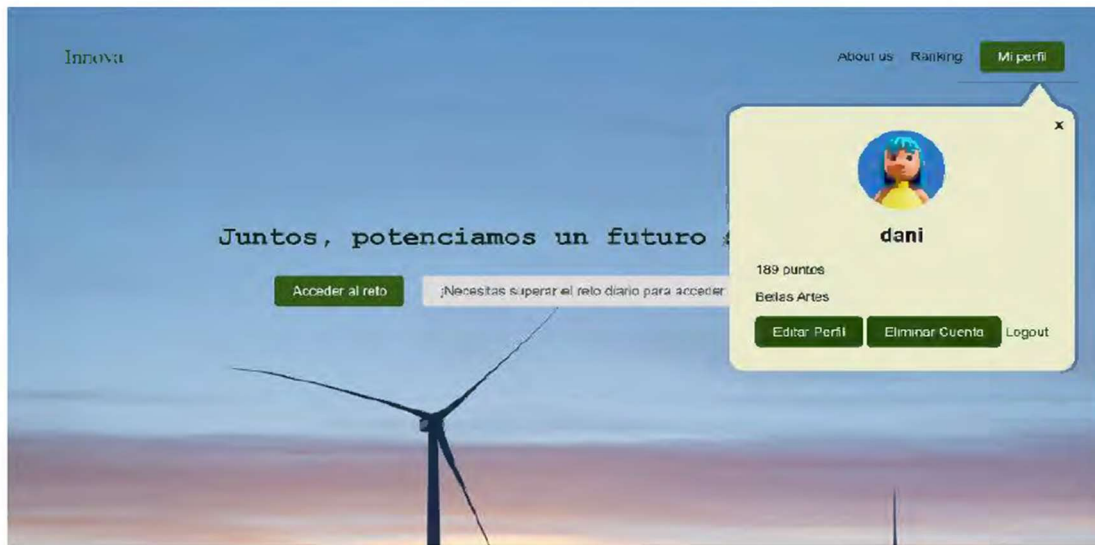 Innova
About us Ranking Mi perfil
x
Juntos, potenciamos un futuro
dani
189 puntos
Bellas Artes
Acceder al reto
¡Necesitas superar el reto diario para acceder
Editar Perfil Eliminar Cuenta Logout